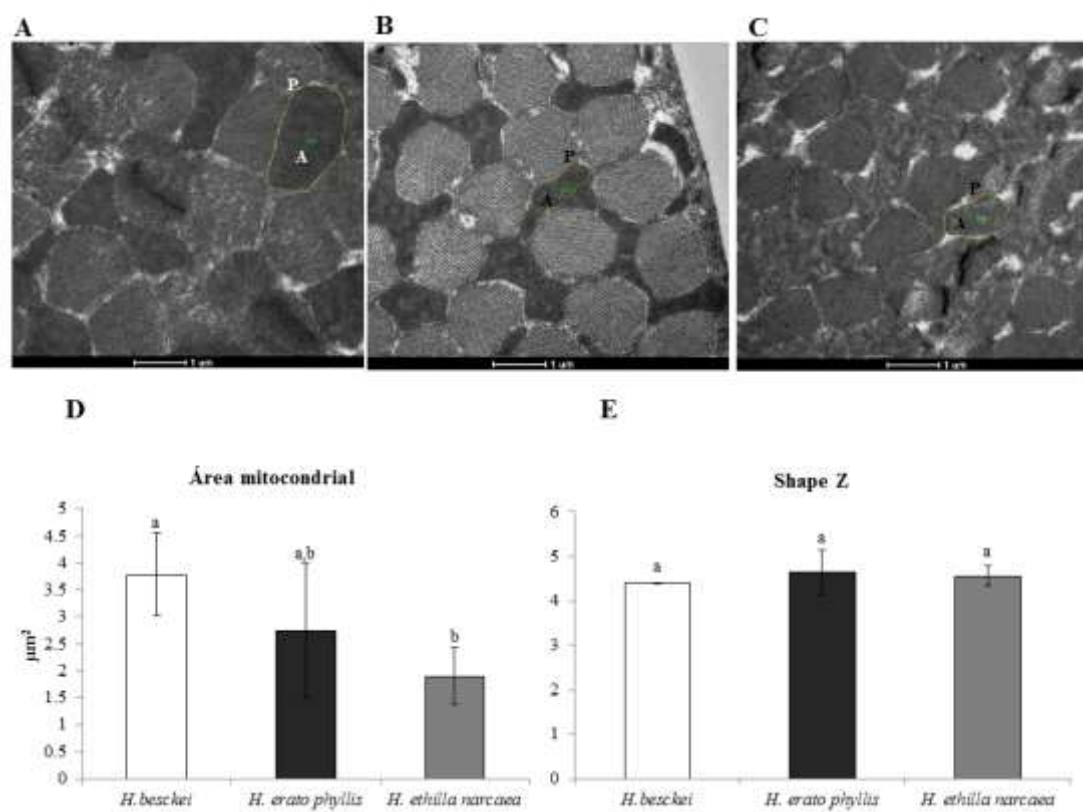 A
B
C
P
A
P
A
P
A
1 um
1 um
1 um
D
E
Área mitocondrial
Shape Z
5
4.5
4
3.5
3
2.5
2
1.5
1
0.5
0
µm²
a
a,b
b
H.besckei
H. erato phyllis
H. ethilla narcaea
6
5
4
3
2
1
0
a
a
a
H.besckei
H. erato phyllis
H. ethilla narcaea